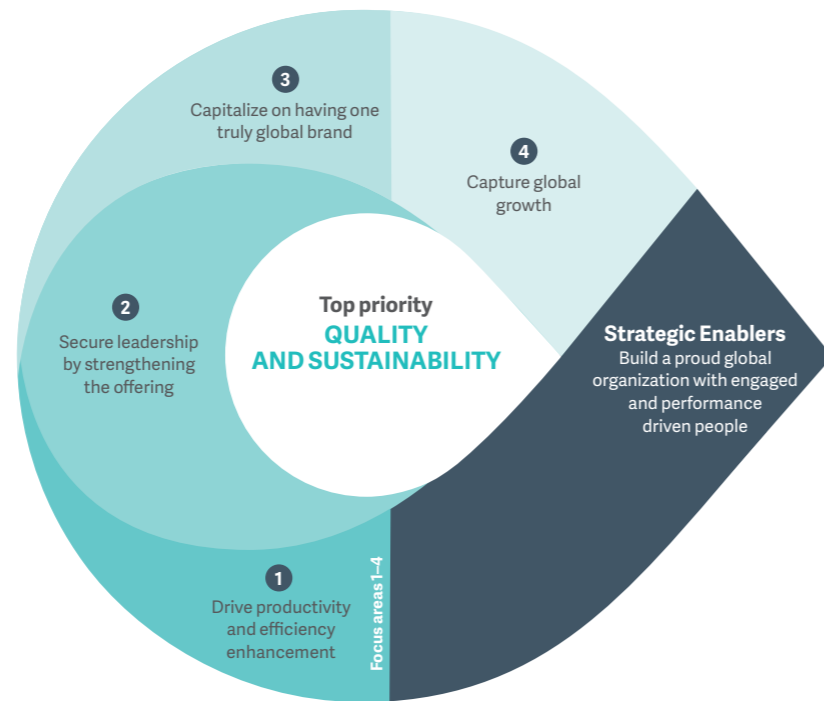 3
Capitalize on having one
truly global brand
4
Capture global
growth
2
Secure leadership
by strengthening
the offering
Top priority
QUALITY
AND SUSTAINABILITY
Strategic Enablers
Build a proud global
organization with engaged
and performance
driven people
1
Drive productivity
and efficiency
enhancement
Focus areas 1–4